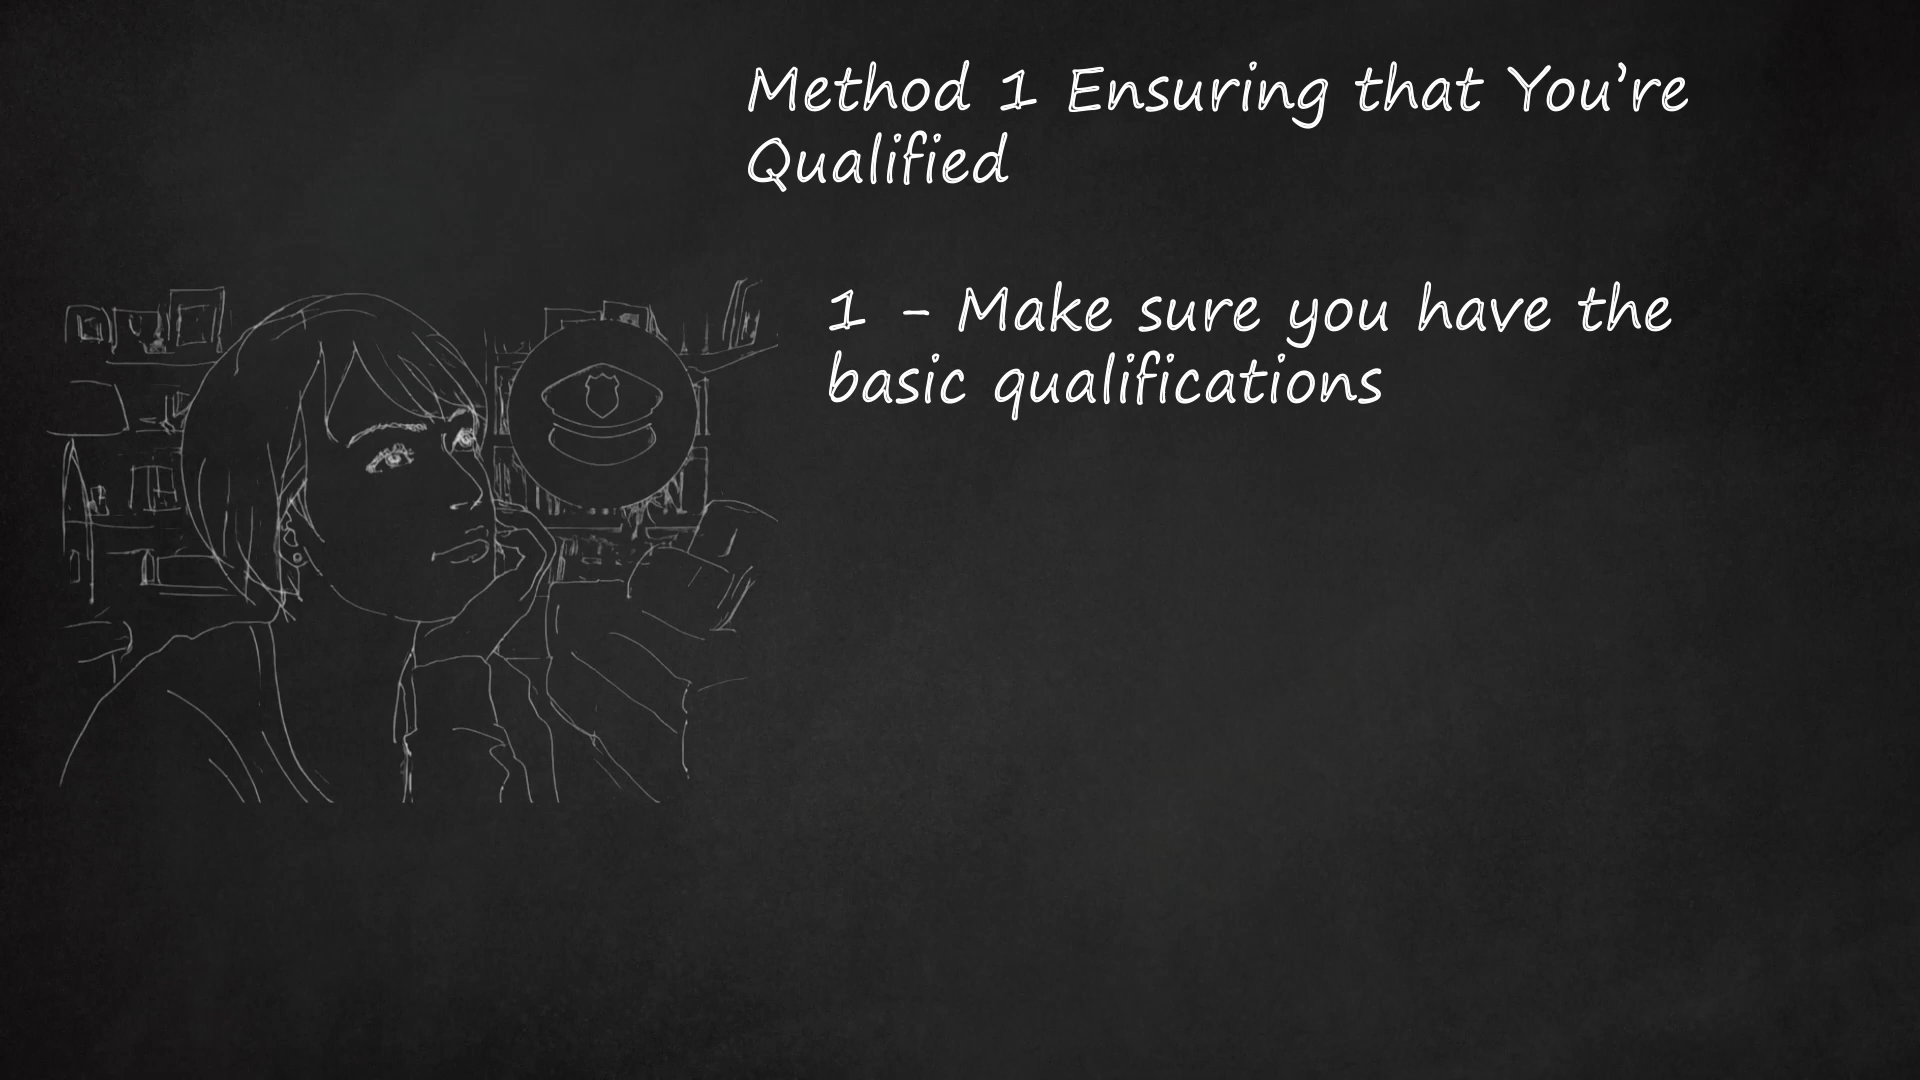 Method 1 Ensuring that You’re
Qualified
1 - Make sure you have the
basic qualifications